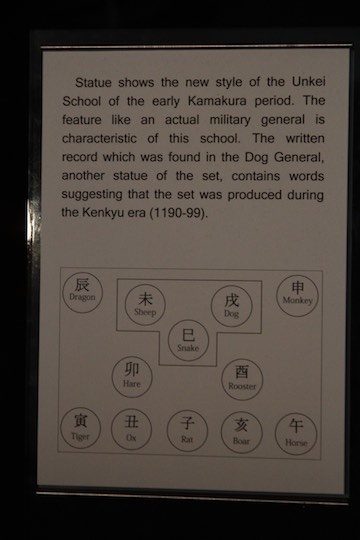 Statue shows the new style of the Unkei
School of the early Kamakura period. The
feature like an actual military general is
characteristic of this school. The written
record which was found in the Dog General,
another statue of the set, contains words
suggesting that the set was produced during
the Kenkyu era (1190-99).
辰 未 戌 申
Dragon Sheep Dog Monkey
巳
Snake
卯 酉
Hare Rooster
寅 丑 子 亥 午
Tiger Ox Rat Boar Horse